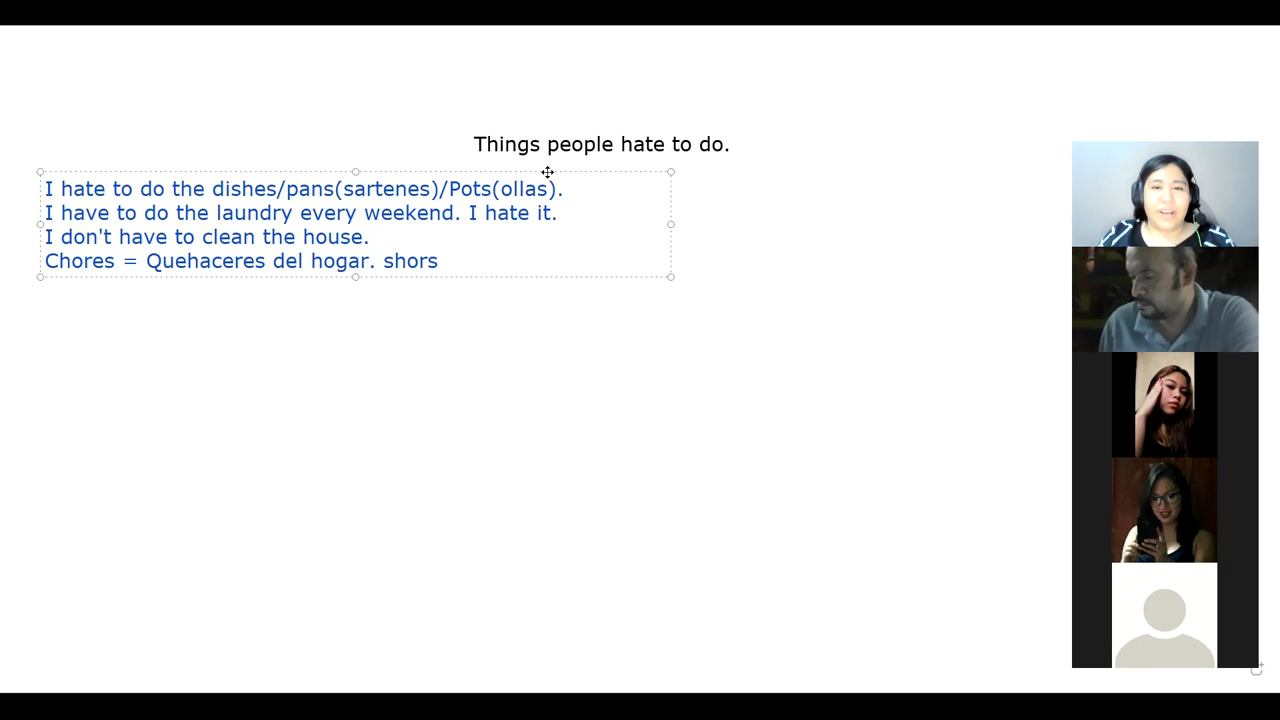 Things people hate to do.
I hate to do the dishes/pans(sartenes)/Pots(ollas).
I have to do the laundry every weekend. I hate it.
I don't have to clean the house.
Chores = Quehaceres del hogar. shors